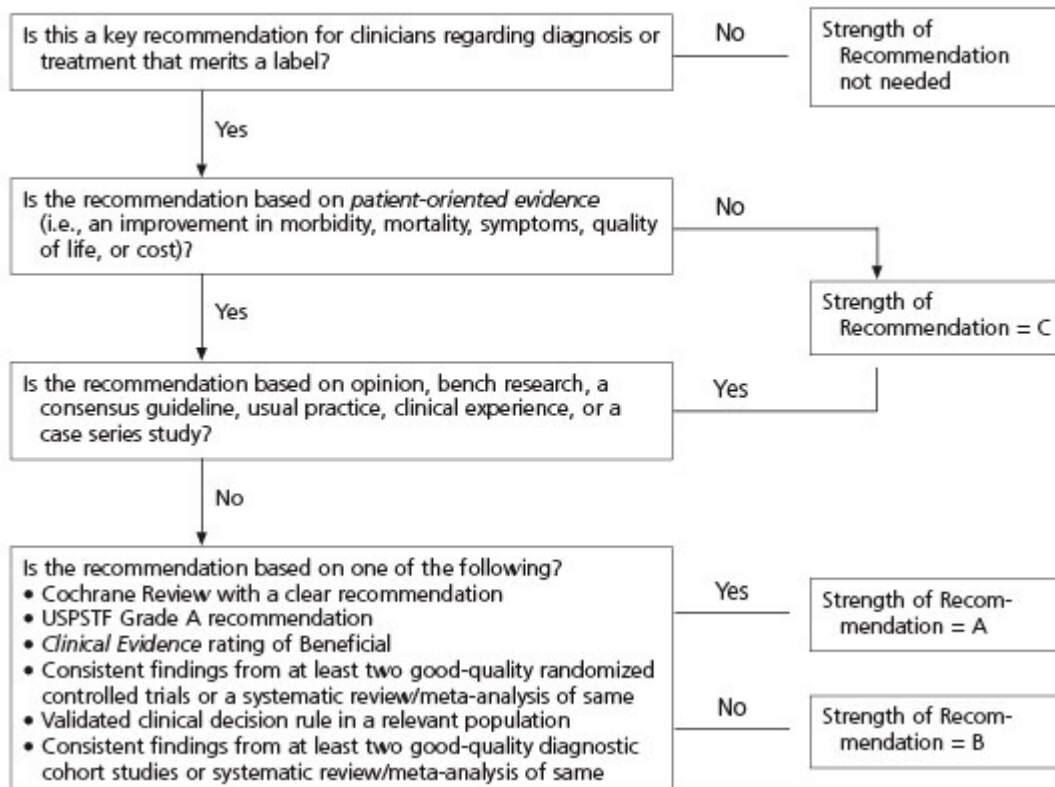 Is this a key recommendation for clinicians regarding diagnosis or
treatment that merits a label?
No
Strength of
Recommendation
not needed
Yes
Is the recommendation based on patient-oriented evidence
(i.e., an improvement in morbidity, mortality, symptoms, quality
of life, or cost)?
No
Yes
Strength of
Recommendation = C
Is the recommendation based on opinion, bench research, a
consensus guideline, usual practice, clinical experience, or a
case series study?
Yes
No
Is the recommendation based on one of the following?
• Cochrane Review with a clear recommendation
• USPSTF Grade A recommendation
• Clinical Evidence rating of Beneficial
• Consistent findings from at least two good-quality randomized
controlled trials or a systematic review/meta-analysis of same
• Validated clinical decision rule in a relevant population
• Consistent findings from at least two good-quality diagnostic
cohort studies or systematic review/meta-analysis of same
Yes
Strength of Recom-
mendation = A
No
Strength of Recom-
mendation = B